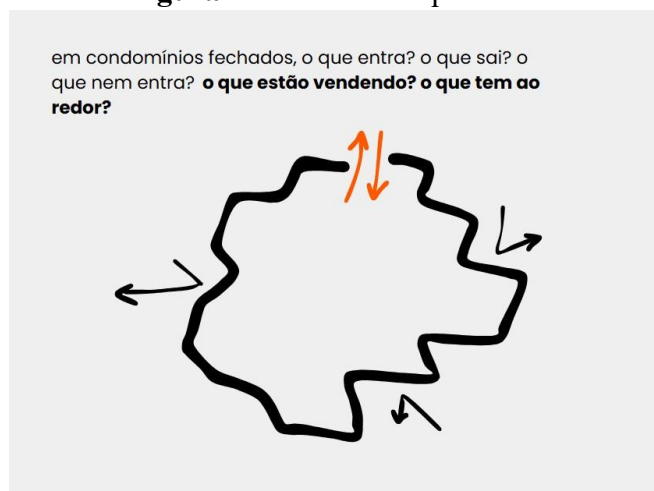 em condomínios fechados, o que entra? o que sai? o
que nem entra? o que estão vendendo? o que tem ao
redor?